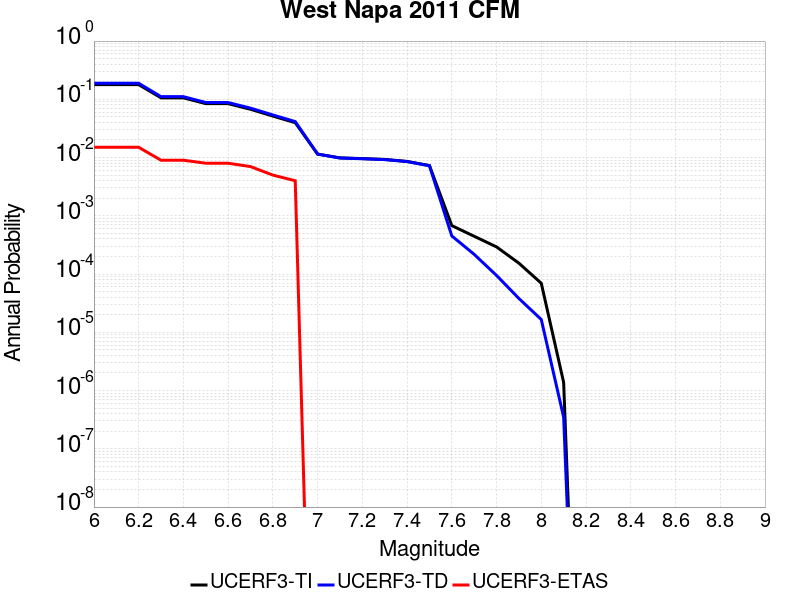 West Napa 2011 CFM
10^0
10^-1
10^-2
10^-3
10^-4
10^-5
10^-6
10^-7
10^-8
Annual Probability
6 6.2 6.4 6.6 6.8 7 7.2 7.4 7.6 7.8 8 8.2 8.4 8.6 8.8 9
Magnitude
UCERF3-TI UCERF3-TD UCERF3-ETAS